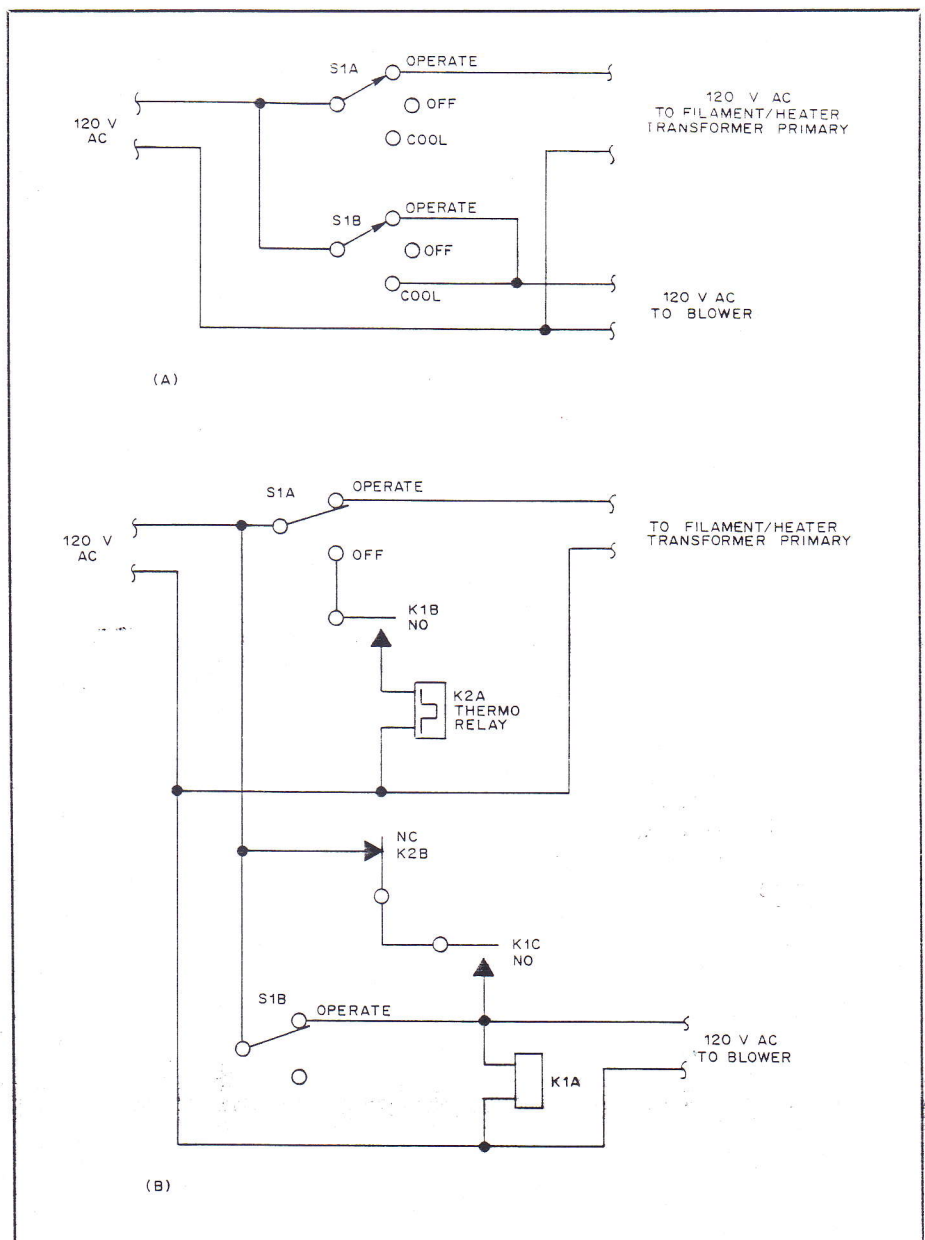 S1A
OPERATE
OFF
COOL
120 V
AC
120 V AC
TO FILAMENT/HEATER
TRANSFORMER PRIMARY
S1B
OPERATE
OFF
COOL
120 V AC
TO BLOWER
(A)
S1A
OPERATE
120 V
AC
TO FILAMENT/HEATER
TRANSFORMER PRIMARY
OFF
K1B
NO
K2A
THERMO
RELAY
NC
K2B
K1C
NO
S1B
OPERATE
120 V AC
TO BLOWER
K1A
(B)